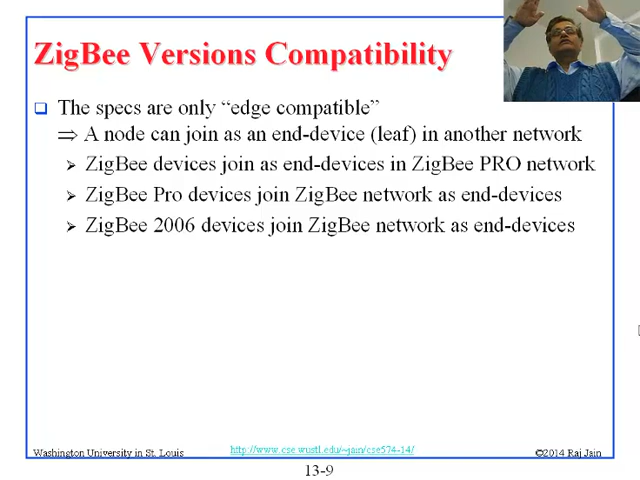 ZigBee Versions Compatibility
The specs are only “edge compatible”
⇒ A node can join as an end-device (leaf) in another network
ZigBee devices join as end-devices in ZigBee PRO network
ZigBee Pro devices join ZigBee network as end-devices
ZigBee 2006 devices join ZigBee network as end-devices
Washington University in St. Louis
http://www.cse.wustl.edu/~jain/cse574-14/
©2014 Raj Jain
13-9